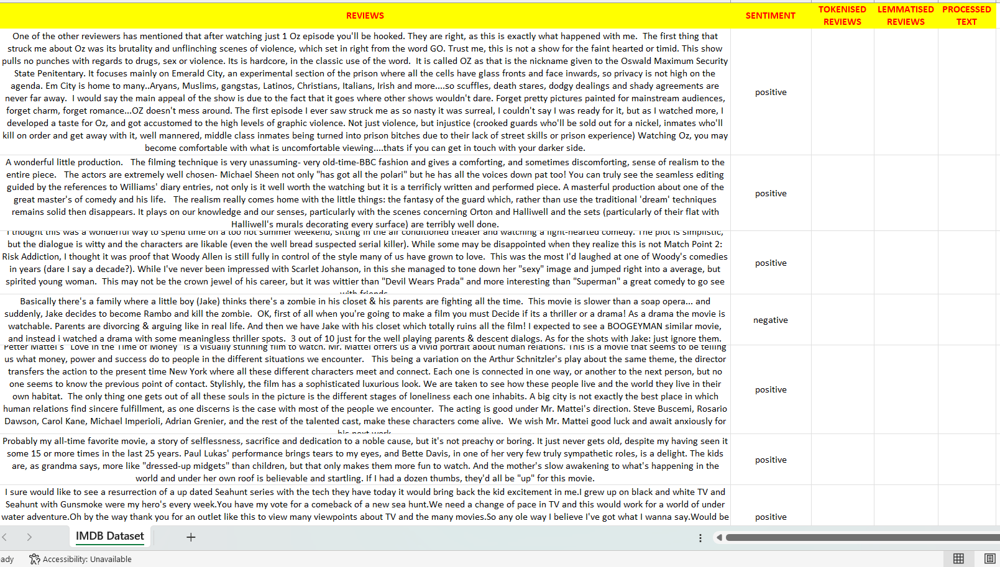 REVIEWS SENTIMENT TOKENISED REVIEWS LEMMATISED REVIEWS PROCESSED TEXT
One of the other reviewers has mentioned that after watching just 1 Oz episode you'll be hooked. They are right, as this is exactly what happened with me.  The first thing that
struck me about Oz was its brutality and unflinching scenes of violence, which set in right from the word GO. Trust me, this is not a show for the faint hearted or timid. This show
pulls no punches with regards to drugs, sex or violence. Its is hardcore, in the classic use of the word.  It is called OZ as that is the nickname given to the Oswald Maximum Security
State Penitentary. It focuses mainly on Emerald City, an experimental section of the prison where all the cells have glass fronts and face inwards, so privacy is not high on the
agenda. Em City is home to many..Aryans, Muslims, gangstas, Latinos, Christians, Italians, Irish and more....so scuffles, death stares, dodgy dealings and shady agreements are
never far away.  I would say the main appeal of the show is due to the fact that it goes where other shows wouldn't dare. Forget pretty pictures painted for mainstream audiences,
forget charm, forget romance...OZ doesn't mess around. The first episode I ever saw struck me as so nasty it was surreal, I couldn't say I was ready for it, but as I watched more, I
developed a taste for Oz, and got accustomed to the high levels of graphic violence. Not just violence, but injustice (crooked guards who'll be sold out for a nickel, inmates who'll
kill on order and get away with it, well mannered, middle class inmates being turned into prison bitches due to their lack of street skills or prison experience) Watching Oz, you may
become comfortable with what is uncomfortable viewing....thats if you can get in touch with your darker side.
positive
A wonderful little production.   The filming technique is very unassuming- very old-time-BBC fashion and gives a comforting, and sometimes discomforting, sense of realism to the
entire piece.   The actors are extremely well chosen- Michael Sheen not only "has got all the polari" but he has all the voices down pat too! You can truly see the seamless editing
guided by the references to Williams' diary entries, not only is it well worth the watching but it is a terrificly written and performed piece. A masterful production about one of the
great master's of comedy and his life.   The realism really comes home with the little things: the fantasy of the guard which, rather than use the traditional 'dream' techniques
remains solid then disappears. It plays on our knowledge and our senses, particularly with the scenes concerning Orton and Halliwell and the sets (particularly of their flat with
Halliwell's murals decorating every surface) are terribly well done.
positive
I thought this was a wonderful way to spend time on a too hot summer weekend, sitting in the air conditioned theater and watching a light-hearted comedy. The plot is simplistic,
but the dialogue is witty and the characters are likable (even the well bread suspected serial killer). While some may be disappointed when they realize this is not Match Point 2:
Risk Addiction, I thought it was proof that Woody Allen is still fully in control of the style many of us have grown to love.  This was the most I'd laughed at one of Woody's comedies
in years (dare I say a decade?). While I've never been impressed with Scarlet Johanson, in this she managed to tone down her "sexy" image and jumped right into a average, but
spirited young woman.  This may not be the crown jewel of his career, but it was wittier than "Devil Wears Prada" and more interesting than "Superman" a great comedy to go see
with friends.
positive
Basically there's a family where a little boy (Jake) thinks there's a zombie in his closet & his parents are fighting all the time.  This movie is slower than a soap opera... and
suddenly, Jake decides to become Rambo and kill the zombie.  OK, first of all when you're going to make a film you must Decide if its a thriller or a drama! As a drama the movie is
watchable. Parents are divorcing & arguing like in real life. And then we have Jake with his closet which totally ruins all the film! I expected to see a BOOGEYMAN similar movie,
and instead i watched a drama with some meaningless thriller spots.  3 out of 10 just for the well playing parents & descent dialogs. As for the shots with Jake: just ignore them.
negative
Petter Mattei's "Love in the Time of Money" is a visually stunning film to watch. Mr. Mattei offers us a vivid portrait about human relations. This is a movie that seems to be telling
us what money, power and success do to people in the different situations we encounter.   This being a variation on the Arthur Schnitzler's play about the same theme, the director
transfers the action to the present time New York where all these different characters meet and connect. Each one is connected in one way, or another to the next person, but no
one seems to know the previous point of contact. Stylishly, the film has a sophisticated luxurious look. We are taken to see how these people live and the world they live in their
own habitat.  The only thing one gets out of all these souls in the picture is the different stages of loneliness each one inhabits. A big city is not exactly the best place in which
human relations find sincere fulfillment, as one discerns is the case with most of the people we encounter.  The acting is good under Mr. Mattei's direction. Steve Buscemi, Rosario
Dawson, Carol Kane, Michael Imperioli, Adrian Grenier, and the rest of the talented cast, make these characters come alive.  We wish Mr. Mattei good luck and await anxiously for
his next work.
positive
Probably my all-time favorite movie, a story of selflessness, sacrifice and dedication to a noble cause, but it's not preachy or boring. It just never gets old, despite my having seen it
some 15 or more times in the last 25 years. Paul Lukas' performance brings tears to my eyes, and Bette Davis, in one of her very few truly sympathetic roles, is a delight. The kids
are, as grandma says, more like "dressed-up midgets" than children, but that only makes them more fun to watch. And the mother's slow awakening to what's happening in the
world and under her own roof is believable and startling. If I had a dozen thumbs, they'd all be "up" for this movie.
positive
I sure would like to see a resurrection of a up dated Seahunt series with the tech they have today it would bring back the kid excitement in me.I grew up on black and white TV and
Seahunt with Gunsmoke were my hero's every week.You have my vote for a comeback of a new sea hunt.We need a change of pace in TV and this would work for a world of under
water adventure.Oh by the way thank you for an outlet like this to view many viewpoints about TV and the many movies.So any ole way I believe I've got what I wanna say.Would be
positive
IMDB Dataset
ady Accessibility: Unavailable